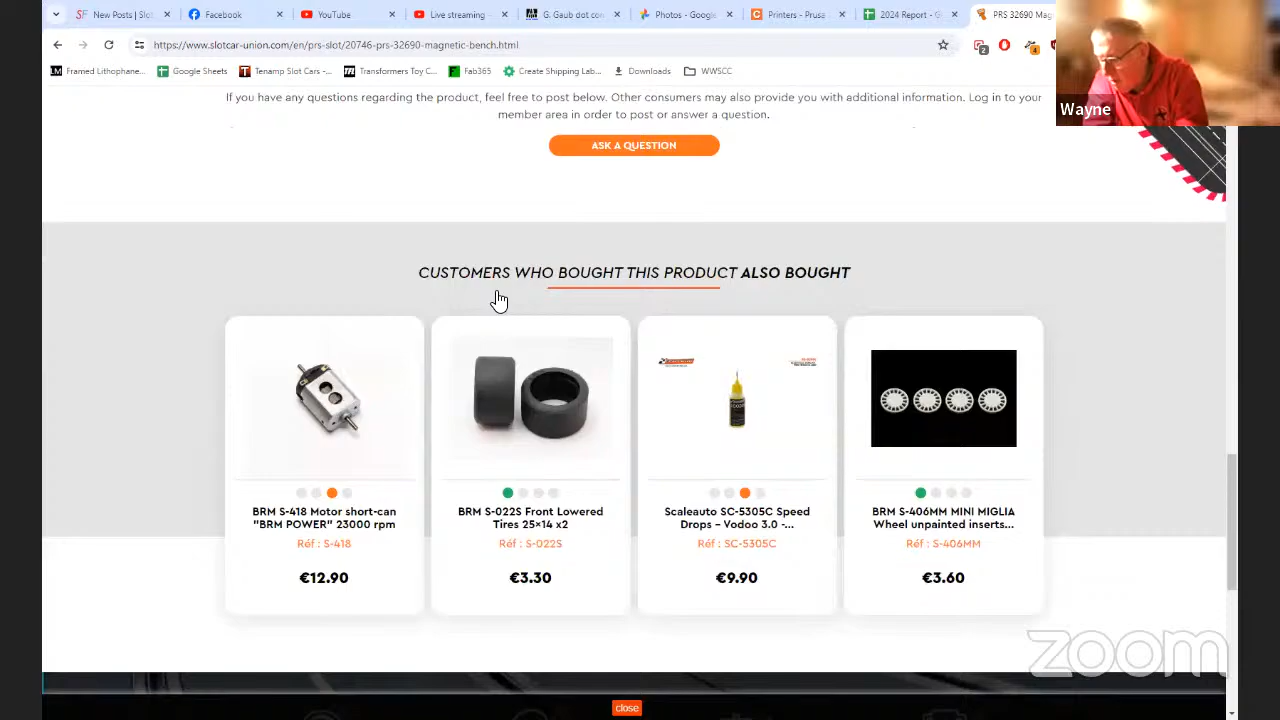 SF News | Slot
Facebook
YouTube
Live streaming
G. Gaub dot con
Photos - Google
Printers - Prusa
2024 Report - G
PRS 32690 Mag
https://www.slotcar-union.com/en/prs-slot/20746-prs-32690-magnetic-bench.html
2
4
LM Framed Lithophane...
Google Sheets
Tenamp Slot Cars -...
Transformers Toy C...
Fab365
Create Shipping Lab...
Downloads
WWSCC
If you have any questions regarding the product, feel free to post below. Other consumers may also provide you with additional information. Log in to your
member area in order to post or answer a question.
Wayne
ASK A QUESTION
CUSTOMERS WHO BOUGHT THIS PRODUCT ALSO BOUGHT
BRM S-418 Motor short-can
"BRM POWER" 23000 rpm
Réf : S-418
€12.90
BRM S-022S Front Lowered
Tires 25×14 x2
Réf : S-022S
€3.30
Scaleauto SC-5305C Speed
Drops – Vodoo 3.0 -...
Réf : SC-5305C
€9.90
BRM S-406MM MINI MIGLIA
Wheel unpainted inserts...
Réf : S-406MM
€3.60
zoom
close